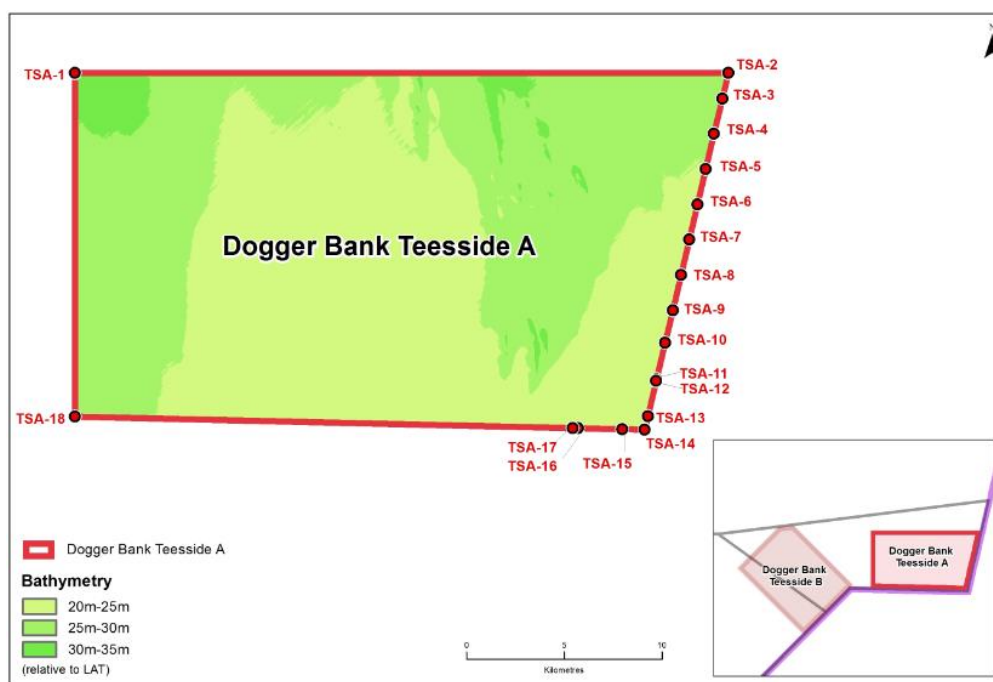 TSA-1
TSA-2
TSA-3
TSA-4
TSA-5
TSA-6
TSA-7
TSA-8
TSA-9
TSA-10
TSA-11
TSA-12
TSA-13
TSA-14
TSA-15
TSA-16
TSA-17
TSA-18
Dogger Bank Teesside A
Dogger Bank Teesside A
Bathymetry
20m-25m
25m-30m
30m-35m
(relative to LAT)
0 5 10
Kilometres
Dogger Bank
Teesside A
Dogger Bank
Teesside B